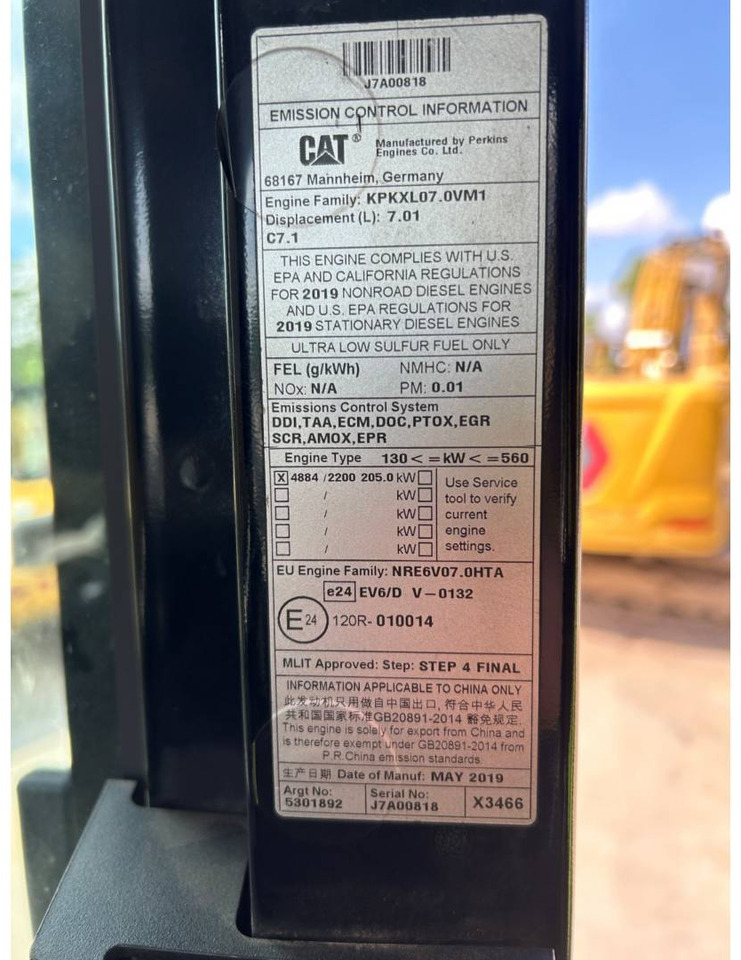 J7A00818
EMISSION CONTROL INFORMATION
CAT® Manufactured by Perkins
Engines Co. Ltd.
68167 Mannheim, Germany
Engine Family: KPKXL07.0VM1
Displacement (L): 7.01
C7.1
THIS ENGINE COMPLIES WITH U.S.
EPA AND CALIFORNIA REGULATIONS
FOR 2019 NONROAD DIESEL ENGINES
AND U.S. EPA REGULATIONS FOR
2019 STATIONARY DIESEL ENGINES
ULTRA LOW SULFUR FUEL ONLY
FEL (g/kWh) NMHC: N/A
NOx: N/A PM: 0.01
Emissions Control System
DDI,TAA,ECM,DOC,PTOX,EGR
SCR,AMOX,EPR
Engine Type 130 < = kW < = 560
X 4884 / 2200 205.0 kW
/ kW
/ kW
/ kW
/ kW
Use Service
tool to verify
current
engine
settings.
EU Engine Family: NRE6V07.0HTA
e24 EV6/D V-0132
E24 120R- 010014
MLIT Approved: Step: STEP 4 FINAL
INFORMATION APPLICABLE TO CHINA ONLY
此发动机只用做自中国出口, 符合中华人民
共和国国家标准GB20891-2014 豁免规定.
This engine is solely for export from China and
is therefore exempt under GB20891-2014 from
P.R.China emission standards
生产日期 Date of Manuf: MAY 2019
Argt No:
5301892
Serial No:
J7A00818
X3466